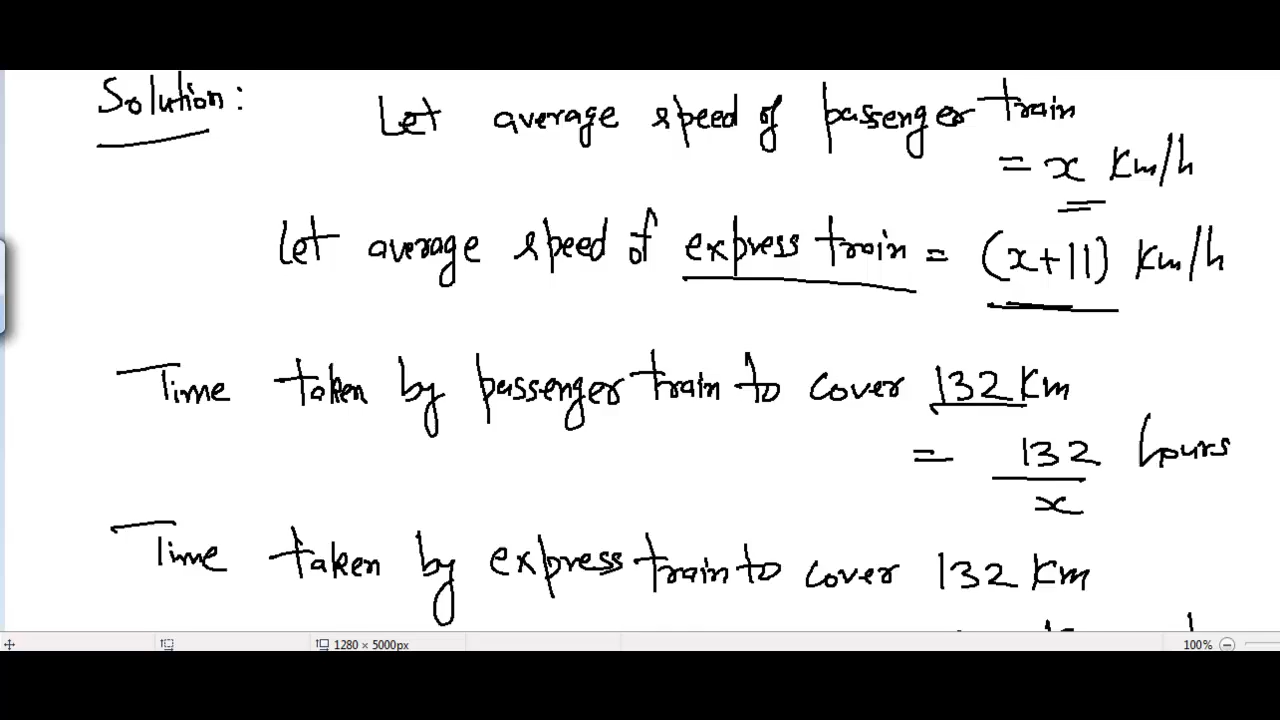 Solution: Let average speed of passenger train
= x Km/h
Let average speed of express train = (x+11) Km/h
Time taken by passenger train to cover 132 Km
= 132 hours
x
Time taken by express train to cover 132 Km
1280 × 5000px 100%